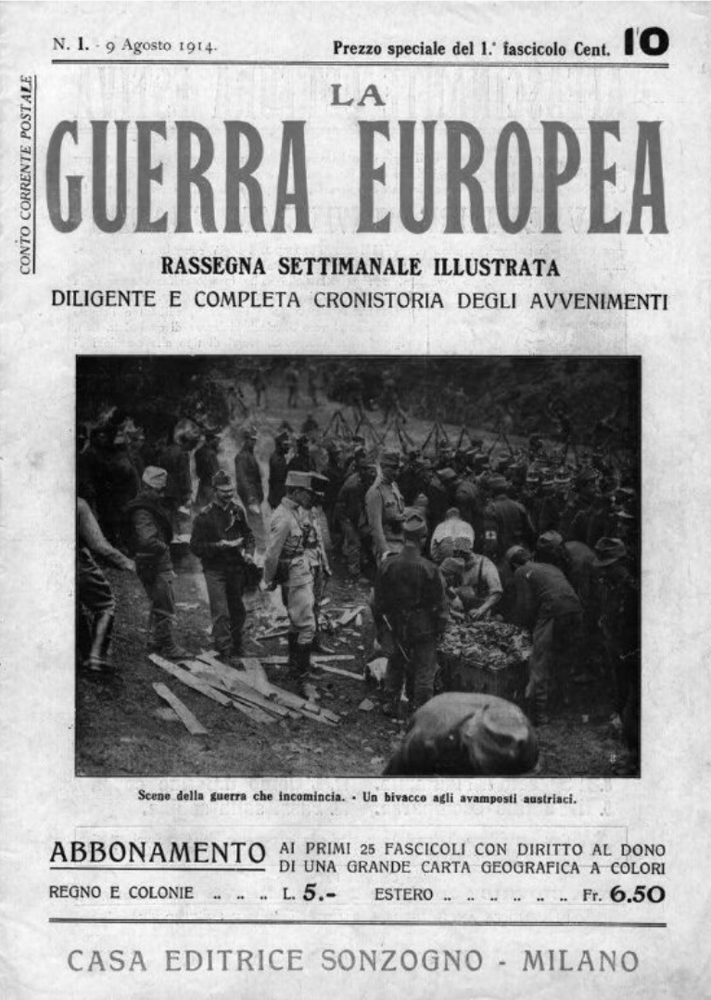 N. 1. - 9 Agosto 1914.
Prezzo speciale del 1.° fascicolo Cent. 10
CONTO CORRENTE POSTALE
LA
GUERRA EUROPEA
RASSEGNA SETTIMANALE ILLUSTRATA
DILIGENTE E COMPLETA CRONISTORIA DEGLI AVVENIMENTI
Scene della guerra che incomincia. - Un bivacco agli avamposti austriaci.
ABBONAMENTO AI PRIMI 25 FASCICOLI CON DIRITTO AL DONO
DI UNA GRANDE CARTA GEOGRAFICA A COLORI
REGNO E COLONIE .. .. .. L. 5.- ESTERO .. .. .. .. .. .. Fr. 6.50
CASA EDITRICE SONZOGNO - MILANO